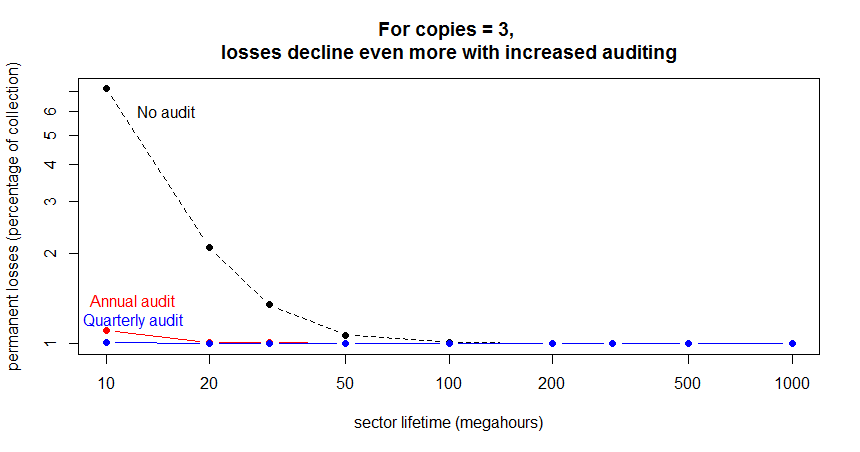 For copies = 3,
losses decline even more with increased auditing
permanent losses (percentage of collection)
6
5
4
3
2
1
No audit
Annual audit
Quarterly audit
10 20 50 100 200 500 1000
sector lifetime (megahours)